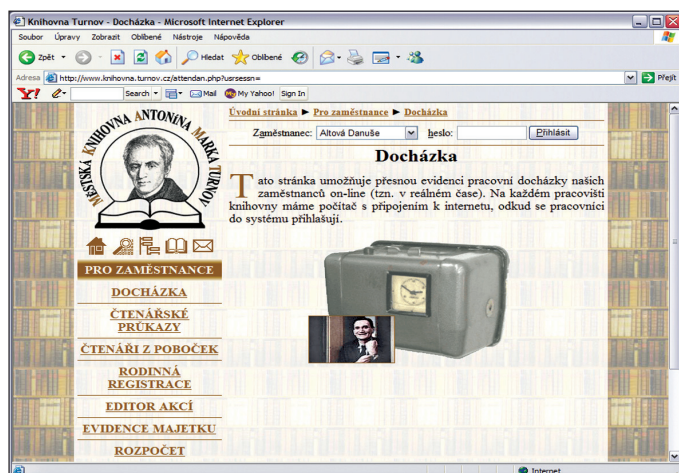 Knihovna Turnov - Docházka - Microsoft Internet Explorer
Soubor Úpravy Zobrazit Oblíbené Nástroje Nápověda
Zpět Hledat Oblíbené
Adresa http://www.knihovna.turnov.cz/attendan.php?usrsesn= Přejít
Y! Search Mail My Yahoo! Sign In
MĚSTSKÁ KNIHOVNA ANTONÍNA MARKA TURNOV
Úvodní stránka ► Pro zaměstnance ► Docházka
Zaměstnanec: Altová Danuše heslo: Přihlásit
Docházka
Tato stránka umožňuje přesnou evidenci pracovní docházky našich
zaměstnanců on-line (tzn. v reálném čase). Na každém pracovišti
knihovny máme počítač s připojením k internetu, odkud se pracovníci
do systému přihlašují.
PRO ZAMĚSTNANCE
DOCHÁZKA
ČTENÁŘSKÉ
PRŮKAZY
ČTENÁŘI Z POBOČEK
RODINNÁ
REGISTRACE
EDITOR AKCÍ
EVIDENCE MAJETKU
ROZPOČET
Internet